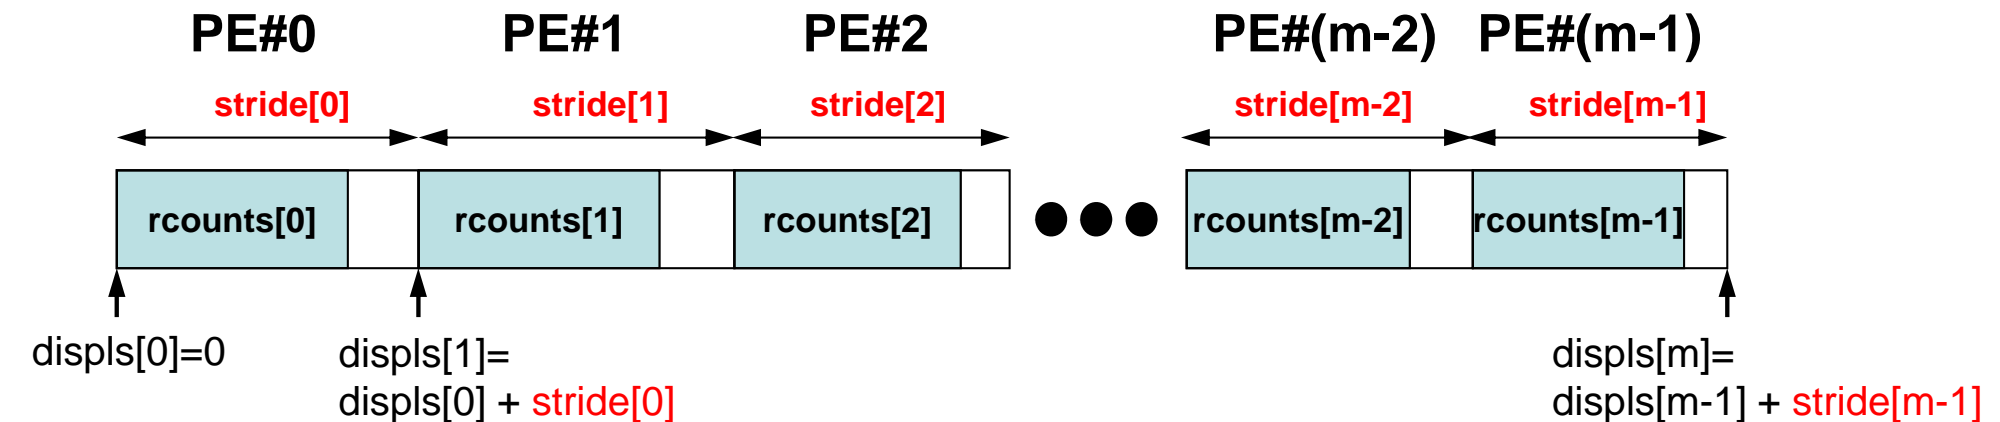 PE#0 PE#1 PE#2 PE#(m-2) PE#(m-1)
stride[0] stride[1] stride[2] stride[m-2] stride[m-1]
rcounts[0] rcounts[1] rcounts[2] rcounts[m-2] rcounts[m-1]
displs[0]=0
displs[1]=
displs[0] + stride[0]
displs[m]=
displs[m-1] + stride[m-1]